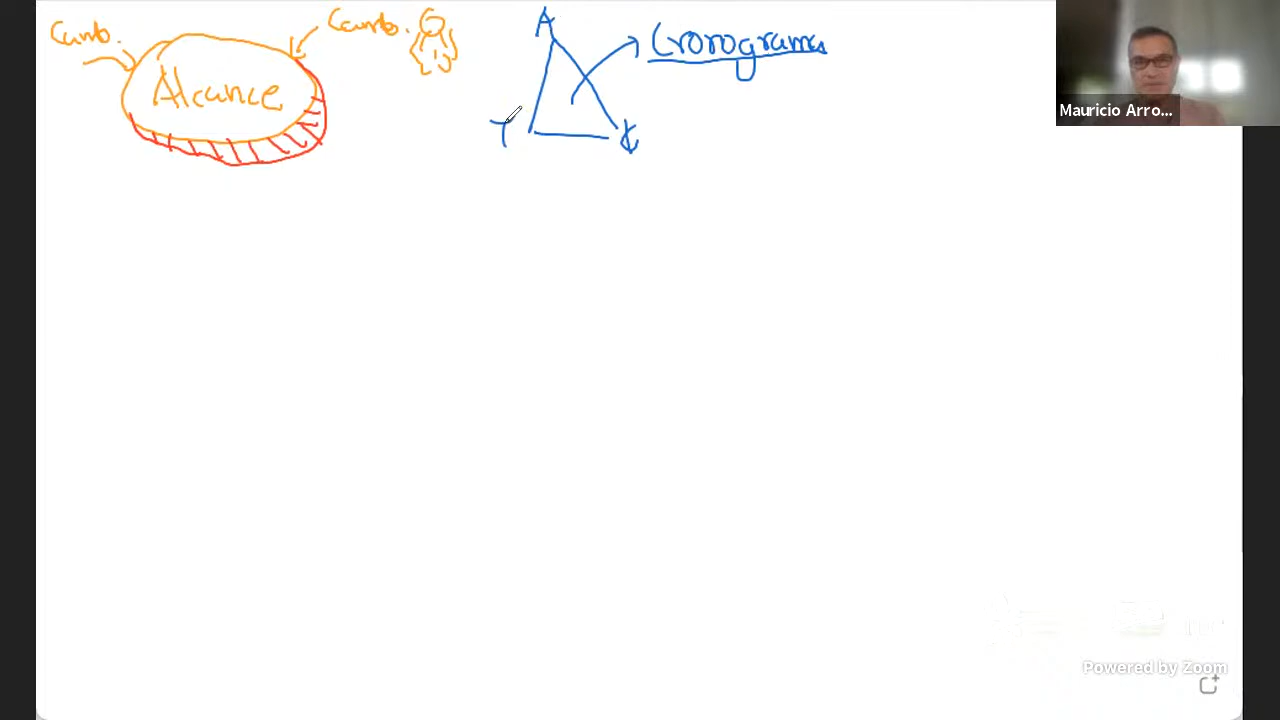 Camb.
Alcance
Camb.
A
Cronograma
T
₵
Mauricio Arro...
Powered by Zoom